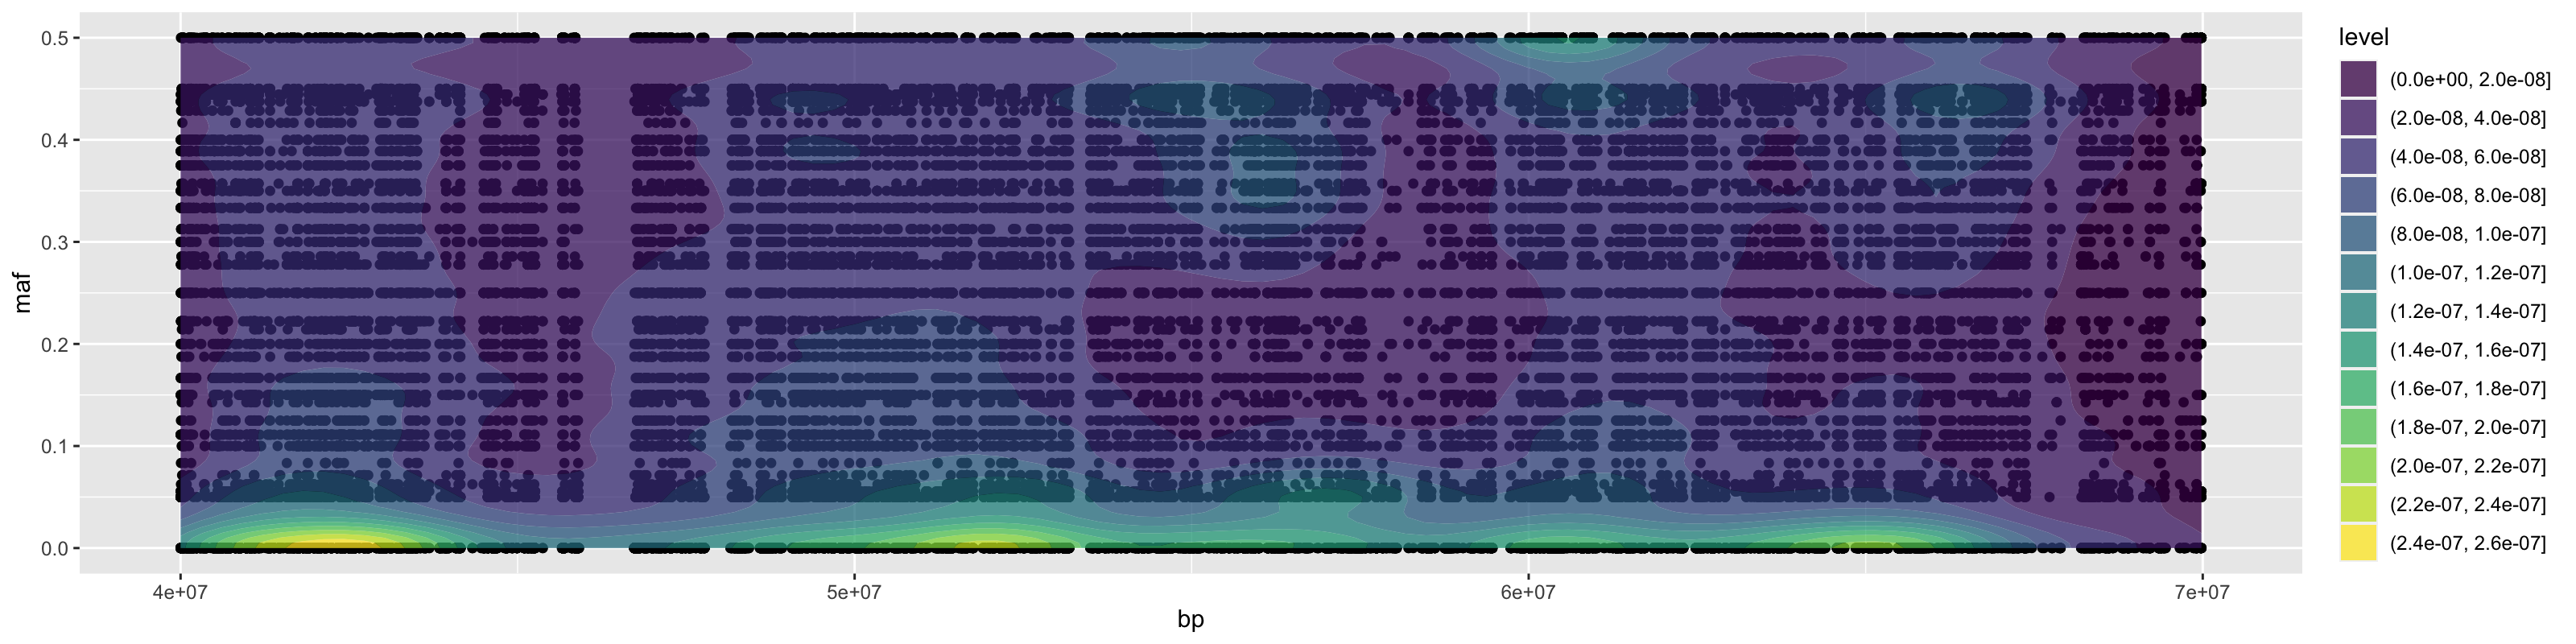 0.5
0.4
0.3
0.2
0.1
0.0
maf
4e+07
5e+07
6e+07
7e+07
bp
level
(0.0e+00, 2.0e-08]
(2.0e-08, 4.0e-08]
(4.0e-08, 6.0e-08]
(6.0e-08, 8.0e-08]
(8.0e-08, 1.0e-07]
(1.0e-07, 1.2e-07]
(1.2e-07, 1.4e-07]
(1.4e-07, 1.6e-07]
(1.6e-07, 1.8e-07]
(1.8e-07, 2.0e-07]
(2.0e-07, 2.2e-07]
(2.2e-07, 2.4e-07]
(2.4e-07, 2.6e-07]